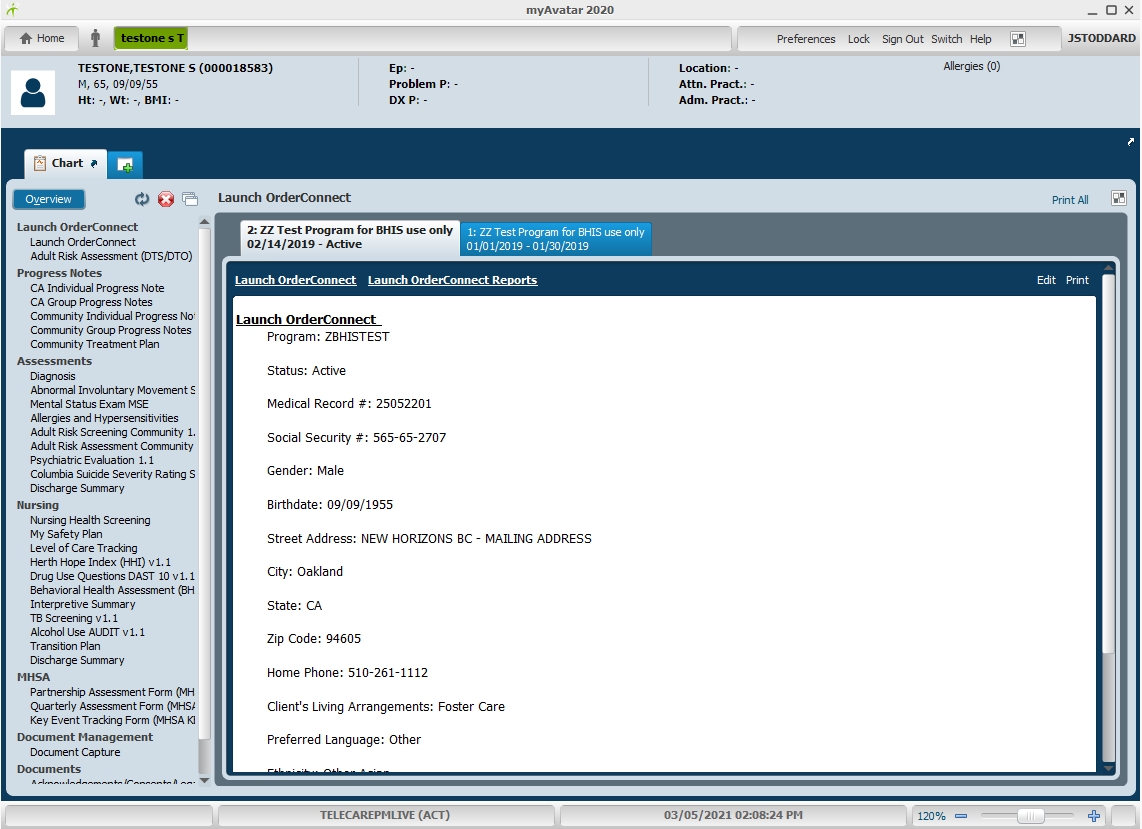 myAvatar 2020
Home
testone s T
Preferences Lock Sign Out Switch Help
JSTODDARD
TESTONE,TESTONE S (000018583)
M, 65, 09/09/55
Ht: -, Wt: -, BMI: -
Ep: -
Problem P: -
DX P: -
Location: -
Attn. Pract.: -
Adm. Pract.: -
Allergies (0)
Chart
Overview
Launch OrderConnect
Launch OrderConnect
Adult Risk Assessment (DTS/DTO)
Progress Notes
CA Individual Progress Note
CA Group Progress Notes
Community Individual Progress No
Community Group Progress Notes
Community Treatment Plan
Assessments
Diagnosis
Abnormal Involuntary Movement S
Mental Status Exam MSE
Allergies and Hypersensitivities
Adult Risk Screening Community 1.
Adult Risk Assessment Community
Psychiatric Evaluation 1.1
Columbia Suicide Severity Rating S
Discharge Summary
Nursing
Nursing Health Screening
My Safety Plan
Level of Care Tracking
Herth Hope Index (HHI) v1.1
Drug Use Questions DAST 10 v1.1
Behavioral Health Assessment (BH
Interpretive Summary
TB Screening v1.1
Alcohol Use AUDIT v1.1
Transition Plan
Discharge Summary
MHSA
Partnership Assessment Form (MH
Quarterly Assessment Form (MHSA
Key Event Tracking Form (MHSA K
Document Management
Document Capture
Documents
Acknowledgements/Consents/Leg
Launch OrderConnect
Print All
2: ZZ Test Program for BHIS use only
02/14/2019 - Active
1: ZZ Test Program for BHIS use only
01/01/2019 - 01/30/2019
Launch OrderConnect Launch OrderConnect Reports
Edit Print
Launch OrderConnect
Program: ZBHISTEST
Status: Active
Medical Record #: 25052201
Social Security #: 565-65-2707
Gender: Male
Birthdate: 09/09/1955
Street Address: NEW HORIZONS BC - MAILING ADDRESS
City: Oakland
State: CA
Zip Code: 94605
Home Phone: 510-261-1112
Client's Living Arrangements: Foster Care
Preferred Language: Other
Ethnicity: Other Asian
TELECAREPMLIVE (ACT)
03/05/2021 02:08:24 PM
120%